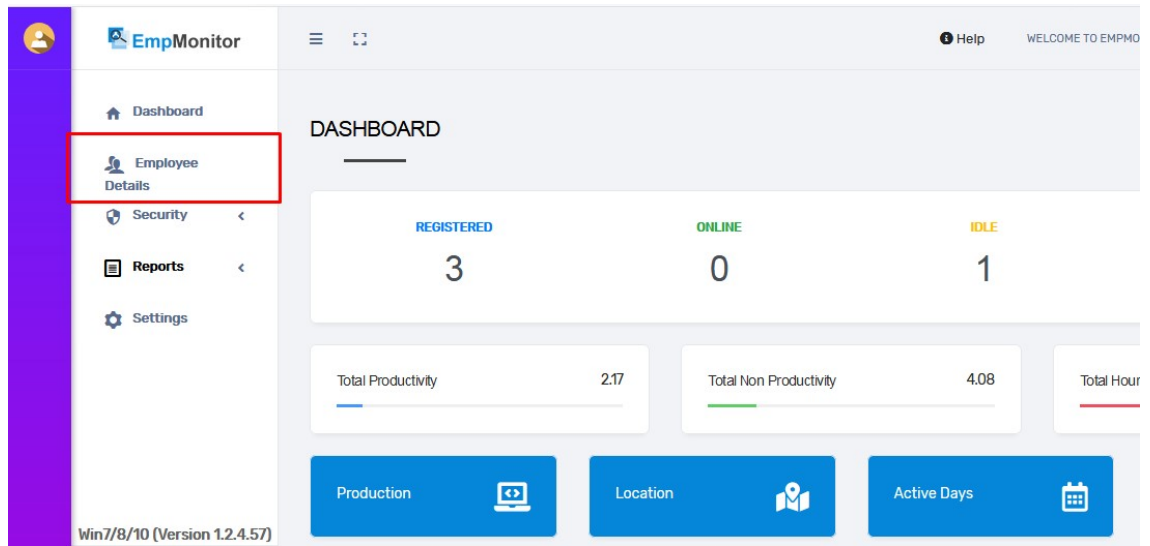 EmpMonitor
Help
WELCOME TO EMPMO
Dashboard
Employee
Details
Security
Reports
Settings
Win7/8/10 (Version 1.2.4.57)
DASHBOARD
REGISTERED
3
ONLINE
0
IDLE
1
Total Productivity 2.17
Total Non Productivity 4.08
Total Hour
Production
Location
Active Days